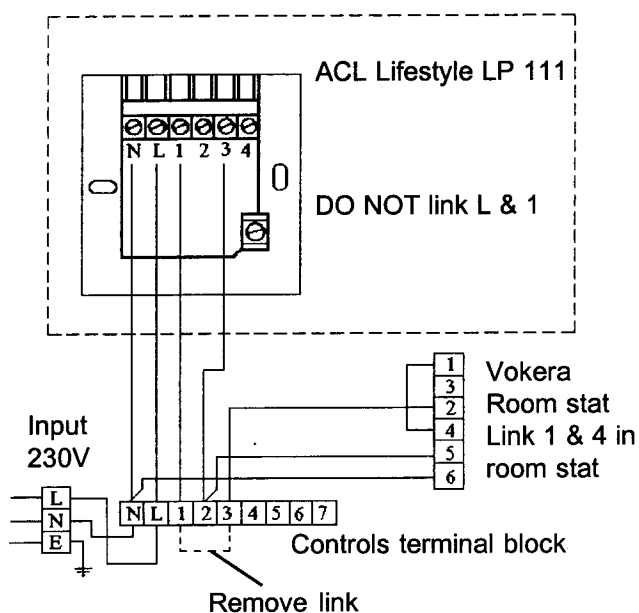 ACL Lifestyle LP 111
N L 1 2 3 4
DO NOT link L & 1
1
3
2
4
5
6
Vokera
Room stat
Link 1 & 4 in
room stat
Input
230V
L
N
E
N L 1 2 3 4 5 6 7
Controls terminal block
Remove link